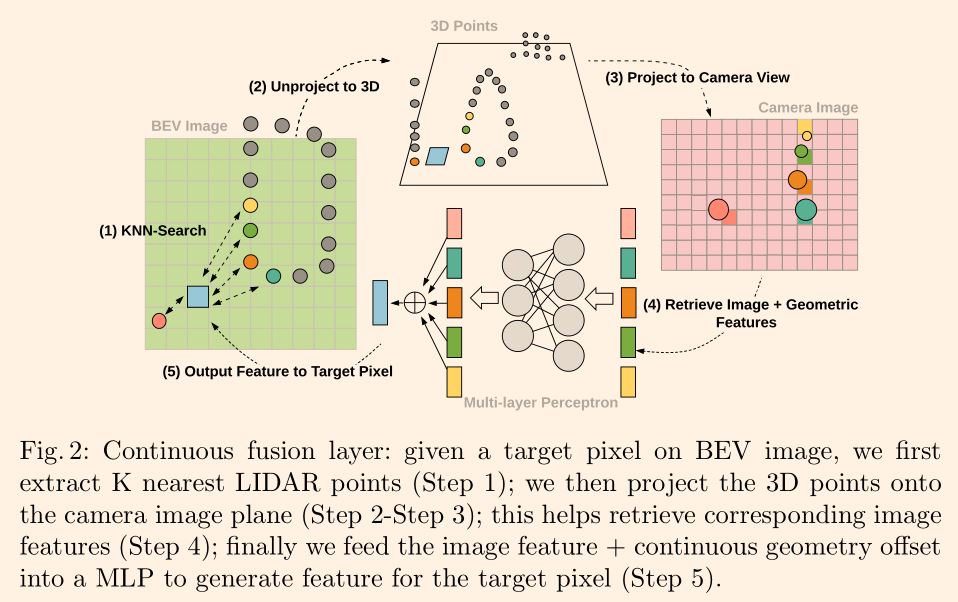 3D Points
(2) Unproject to 3D
(3) Project to Camera View
BEV Image
Camera Image
(1) KNN-Search
(4) Retrieve Image + Geometric
Features
(5) Output Feature to Target Pixel
Multi-layer Perceptron
Fig. 2: Continuous fusion layer: given a target pixel on BEV image, we first
extract K nearest LIDAR points (Step 1); we then project the 3D points onto
the camera image plane (Step 2-Step 3); this helps retrieve corresponding image
features (Step 4); finally we feed the image feature + continuous geometry offset
into a MLP to generate feature for the target pixel (Step 5).